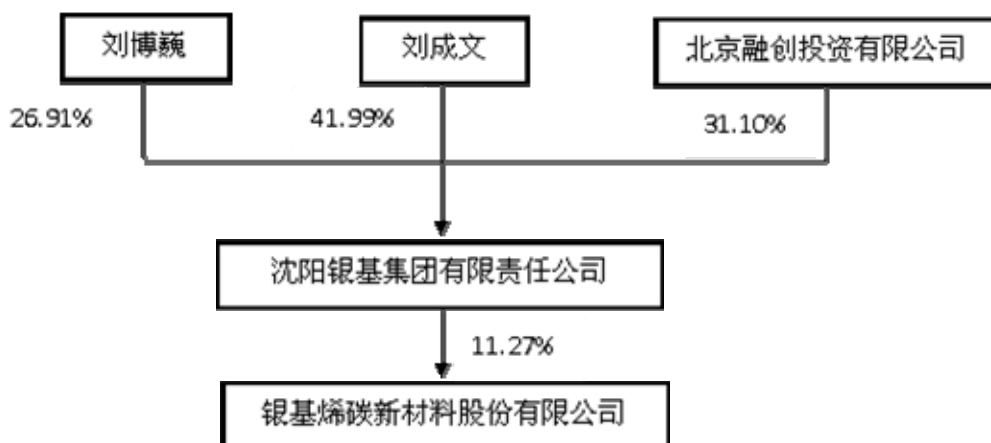 刘博巍
刘成文
北京融创投资有限公司
26.91%
41.99%
31.10%
沈阳银基集团有限责任公司
11.27%
银基烯碳新材料股份有限公司